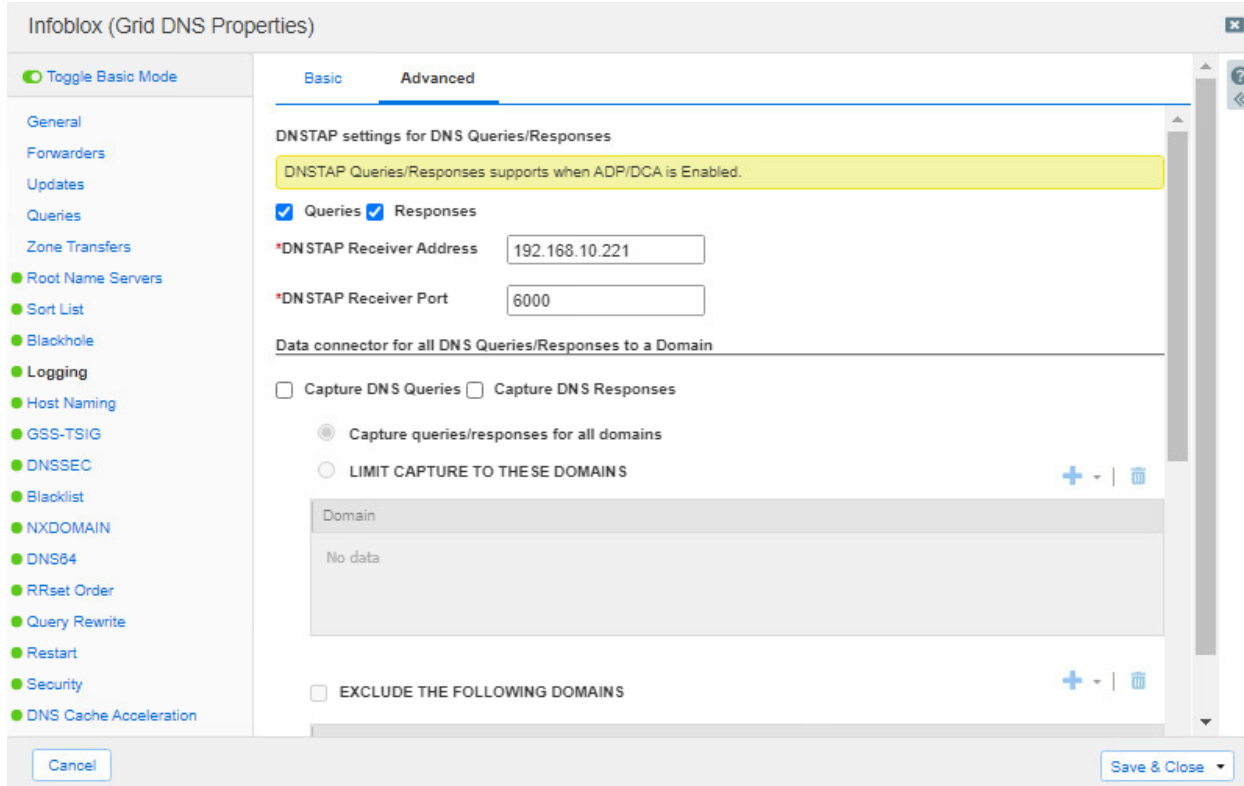 Infoblox (Grid DNS Properties)
Toggle Basic Mode
General
Forwarders
Updates
Queries
Zone Transfers
Root Name Servers
Sort List
Blackhole
Logging
Host Naming
GSS-TSIG
DNSSEC
Blacklist
NXDOMAIN
DNS64
RRset Order
Query Rewrite
Restart
Security
DNS Cache Acceleration
Basic Advanced
DNSTAP settings for DNS Queries/Responses
DNSTAP Queries/Responses supports when ADP/DCA is Enabled.
Queries Responses
*DNSTAP Receiver Address 192.168.10.221
*DNSTAP Receiver Port 6000
Data connector for all DNS Queries/Responses to a Domain
Capture DNS Queries Capture DNS Responses
Capture queries/responses for all domains
LIMIT CAPTURE TO THESE DOMAINS
Domain
No data
EXCLUDE THE FOLLOWING DOMAINS
Cancel Save & Close